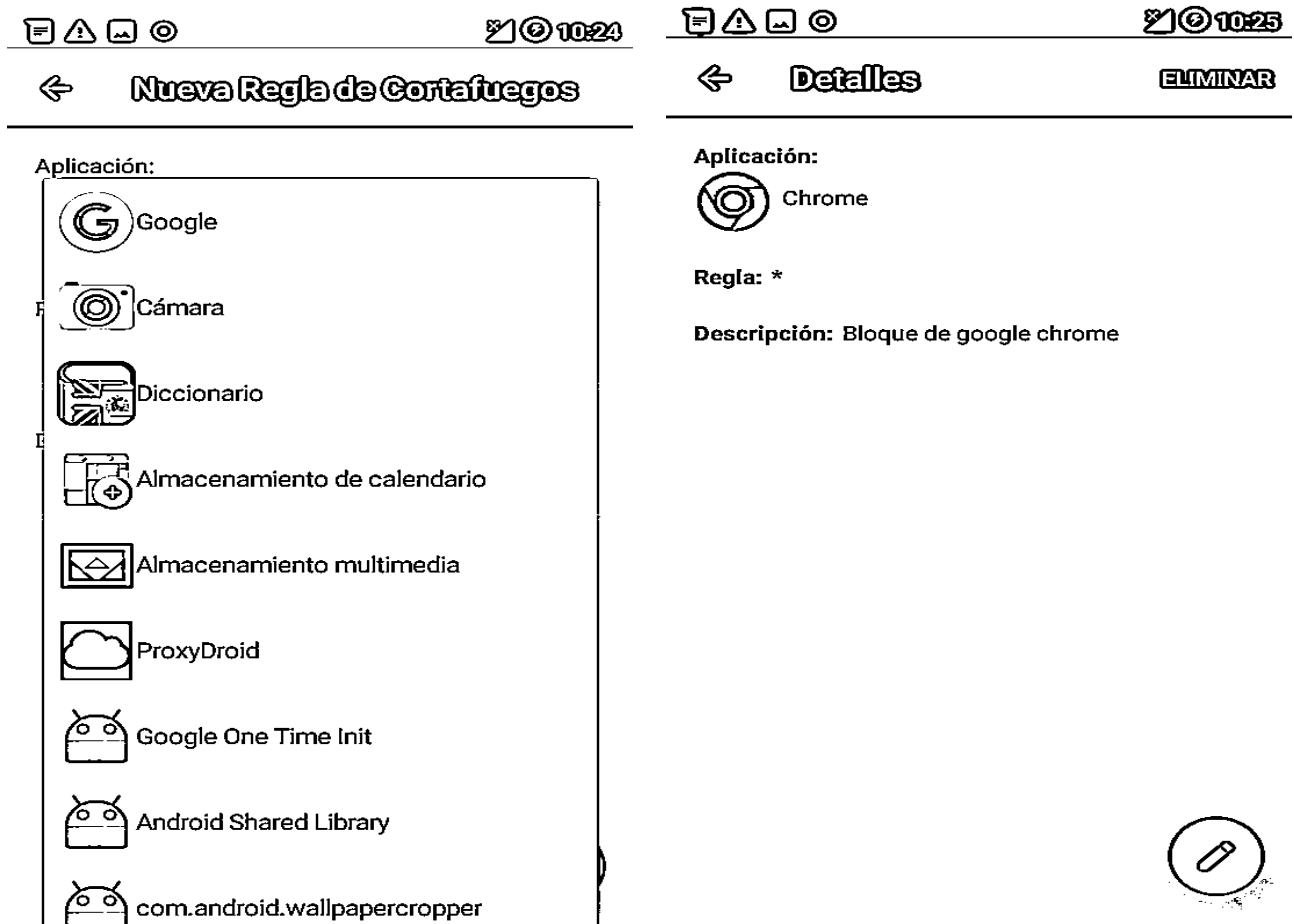 10:24
Nueva Regla de Cortafuegos
Aplicación:
Google
Cámara
Diccionario
Almacenamiento de calendario
Almacenamiento multimedia
ProxyDroid
Google One Time Init
Android Shared Library
com.android.wallpapercropper
10:25
Detalles
ELIMINAR
Aplicación:
Chrome
Regla: *
Descripción: Bloque de google chrome